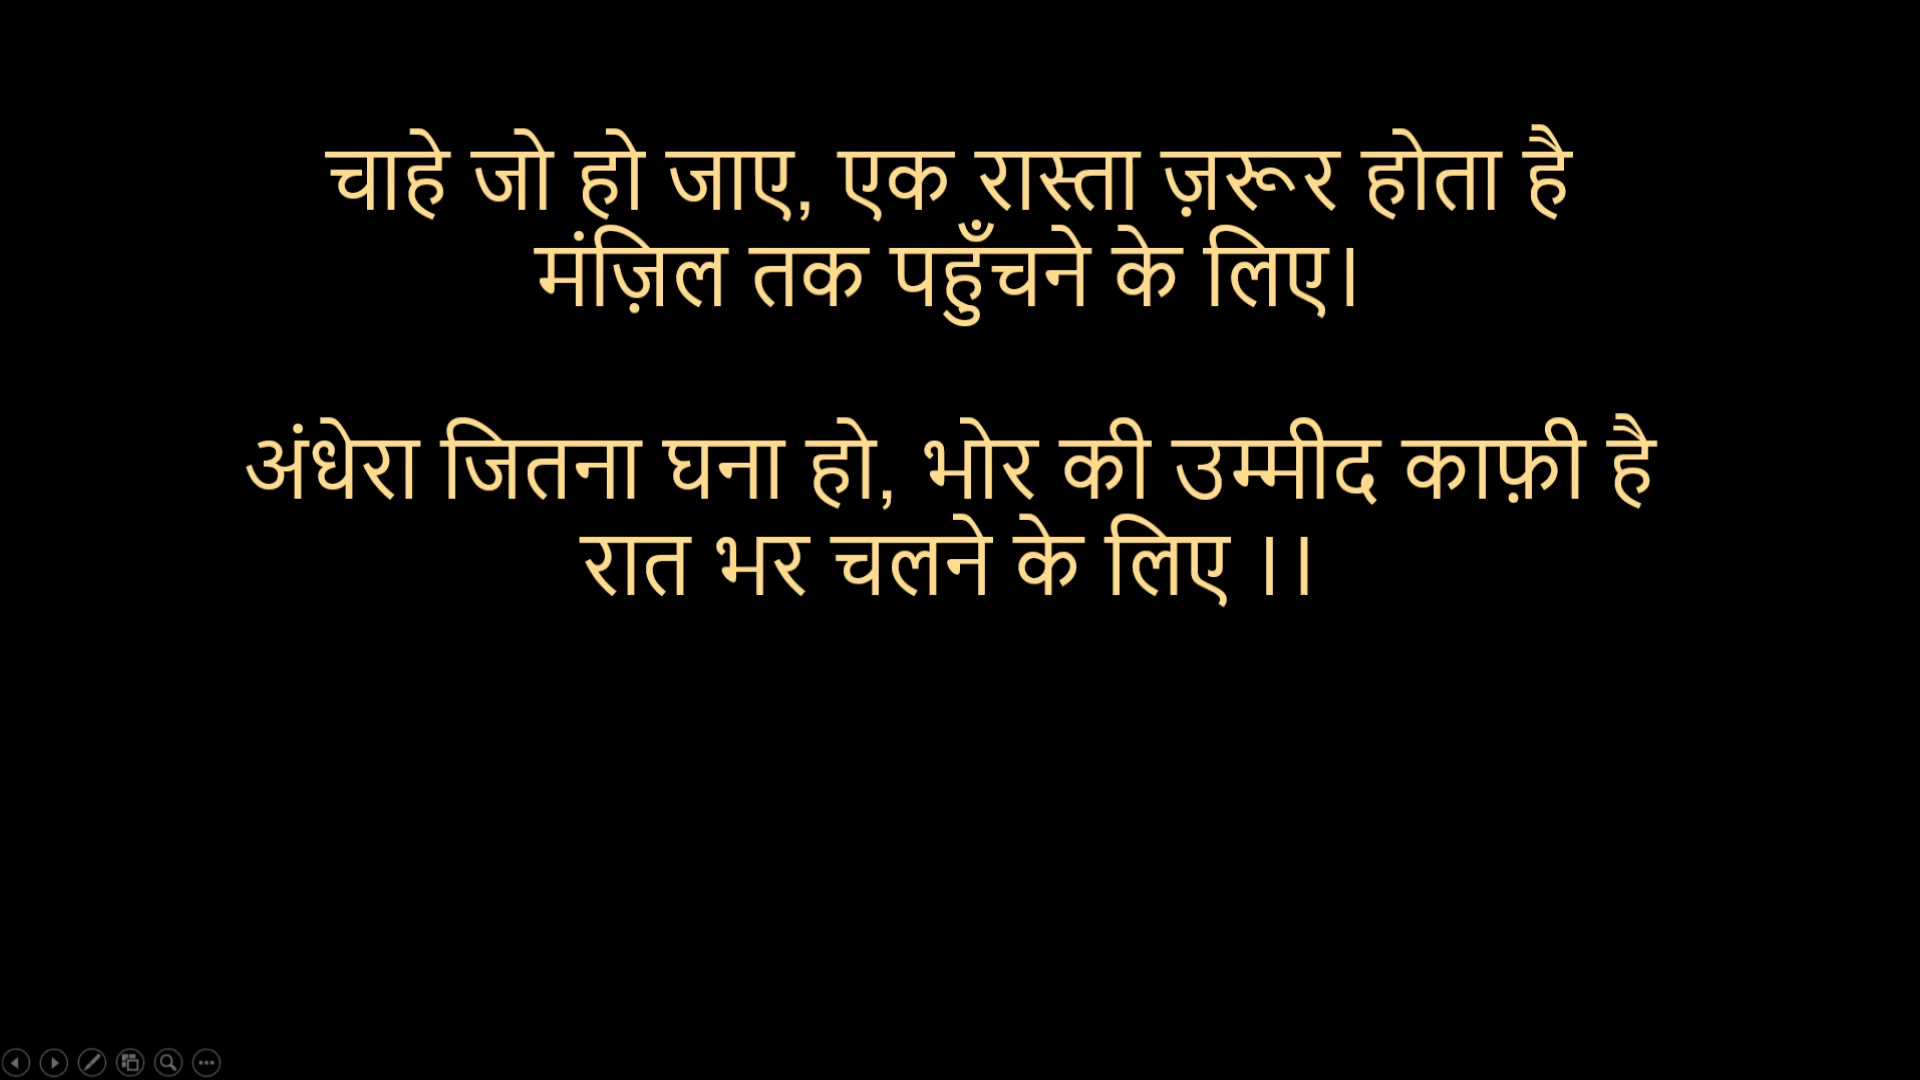 चाहे जो हो जाए, एक रास्ता ज़रूर होता है
मंज़िल तक पहुँचने के लिए।
अंधेरा जितना घना हो, भोर की उम्मीद काफ़ी है
रात भर चलने के लिए ।।